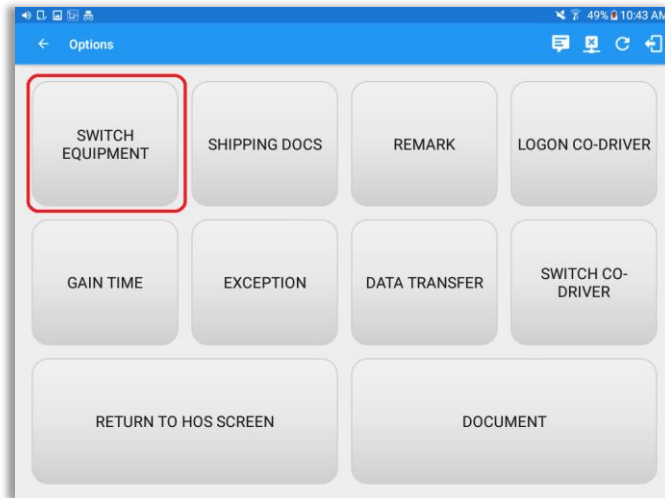 49% 10:43 AM
Options
SWITCH
EQUIPMENT
SHIPPING DOCS
REMARK
LOGON CO-DRIVER
GAIN TIME
EXCEPTION
DATA TRANSFER
SWITCH CO-
DRIVER
RETURN TO HOS SCREEN
DOCUMENT